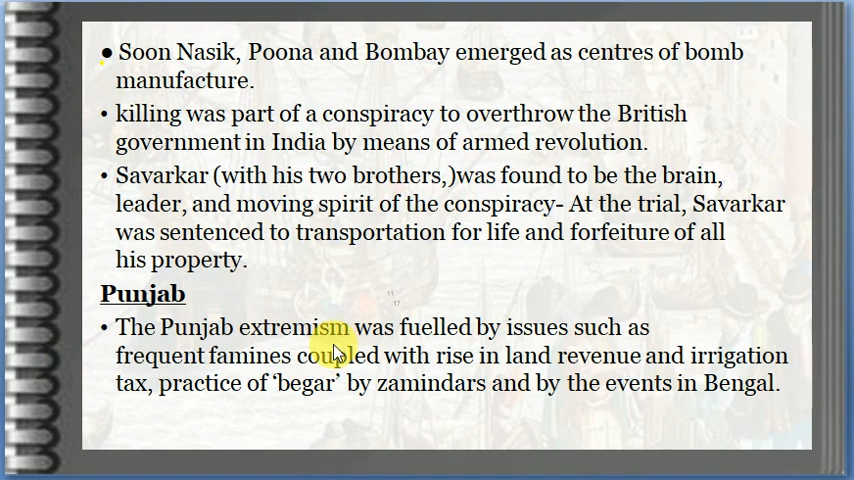 ● Soon Nasik, Poona and Bombay emerged as centres of bomb
manufacture.
• killing was part of a conspiracy to overthrow the British
government in India by means of armed revolution.
• Savarkar (with his two brothers,)was found to be the brain,
leader, and moving spirit of the conspiracy- At the trial, Savarkar
was sentenced to transportation for life and forfeiture of all
his property.
Punjab
11
17
• The Punjab extremism was fuelled by issues such as
frequent famines coupled with rise in land revenue and irrigation
tax, practice of ‘begar’ by zamindars and by the events in Bengal.